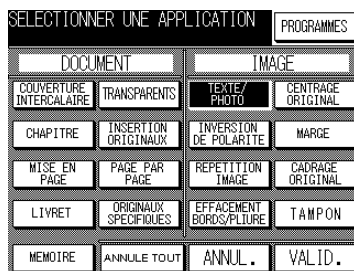 SELECTIONNER UNE APPLICATION
PROGRAMMES
DOCUMENT
IMAGE
COUVERTURE
INTERCALAIRE
TRANSPARENTS
TEXTE/
PHOTO
CENTRAGE
ORIGINAL
CHAPITRE
INSERTION
ORIGINAUX
INVERSION
DE POLARITE
MARGE
MISE EN
PAGE
PAGE PAR
PAGE
REPETITION
IMAGE
CADRAGE
ORIGINAL
LIVRET
ORIGINAUX
SPECIFIQUES
EFFACEMENT
BORDS/PLIURE
TAMPON
MEMOIRE
ANNULE TOUT
ANNUL.
VALID.